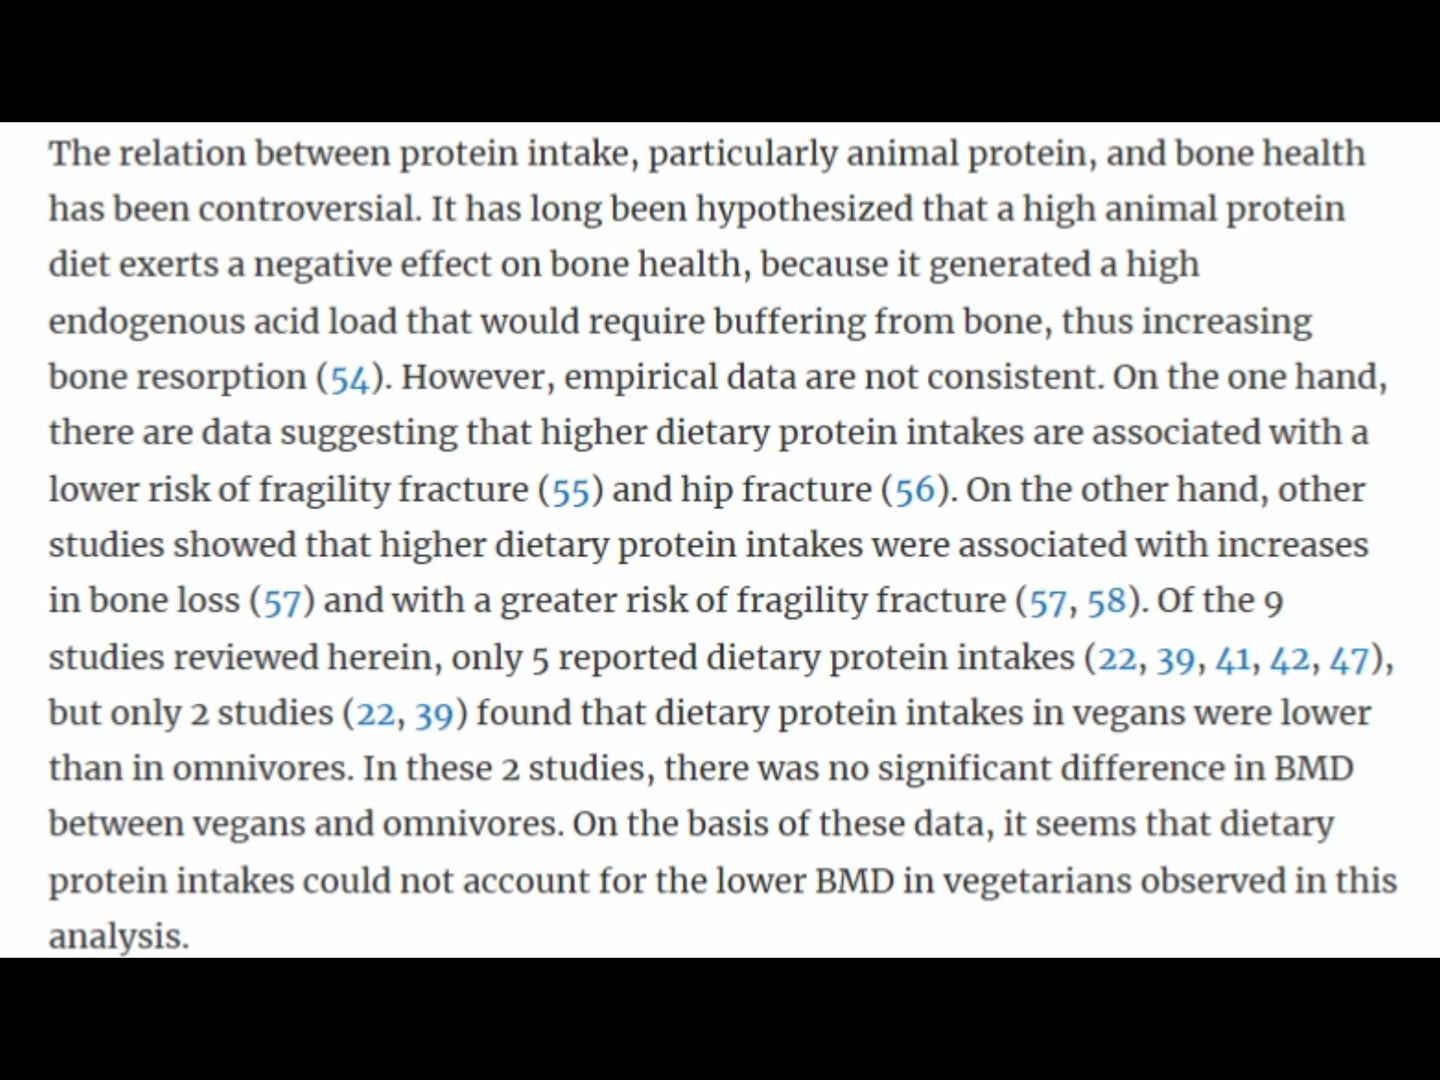 The relation between protein intake, particularly animal protein, and bone health
has been controversial. It has long been hypothesized that a high animal protein
diet exerts a negative effect on bone health, because it generated a high
endogenous acid load that would require buffering from bone, thus increasing
bone resorption (54). However, empirical data are not consistent. On the one hand,
there are data suggesting that higher dietary protein intakes are associated with a
lower risk of fragility fracture (55) and hip fracture (56). On the other hand, other
studies showed that higher dietary protein intakes were associated with increases
in bone loss (57) and with a greater risk of fragility fracture (57, 58). Of the 9
studies reviewed herein, only 5 reported dietary protein intakes (22, 39, 41, 42, 47),
but only 2 studies (22, 39) found that dietary protein intakes in vegans were lower
than in omnivores. In these 2 studies, there was no significant difference in BMD
between vegans and omnivores. On the basis of these data, it seems that dietary
protein intakes could not account for the lower BMD in vegetarians observed in this
analysis.